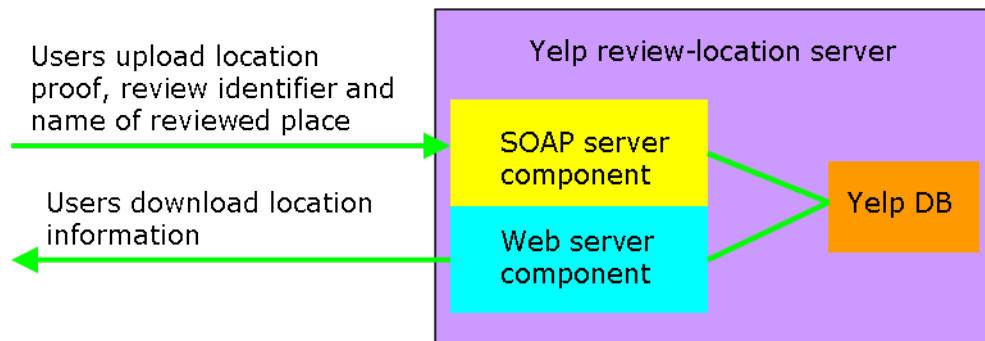 Users upload location
proof, review identifier and
name of reviewed place
Yelp review-location server
SOAP server
component
Yelp DB
Users download location
information
Web server
component